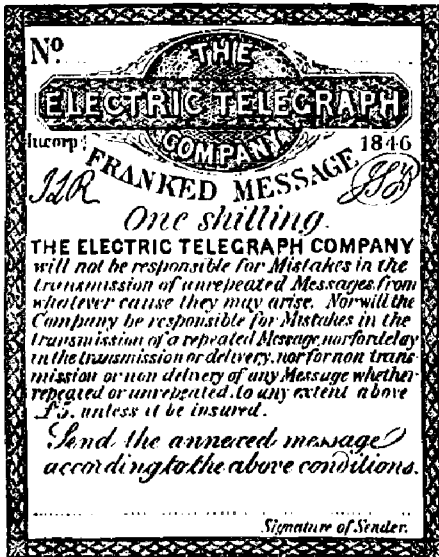 No.
THE
ELECTRIC TELEGRAPH
COMPANY
Incorpd 1846
FRANKED MESSAGE
One shilling.
THE ELECTRIC TELEGRAPH COMPANY
will not be responsible for Mistakes in the
transmission of unrepeated Messages, from
whatever cause they may arise. Nor will the
Company be responsible for Mistakes in the
transmission of a repeated Message, nor for delay
in the transmission or delivery, nor for non trans-
mission or non delivery of any Message whether
repeated or unrepeated, to any extent above
£5. unless it be insured.
Send the annexed message
according to the above conditions.
Signature of Sender.